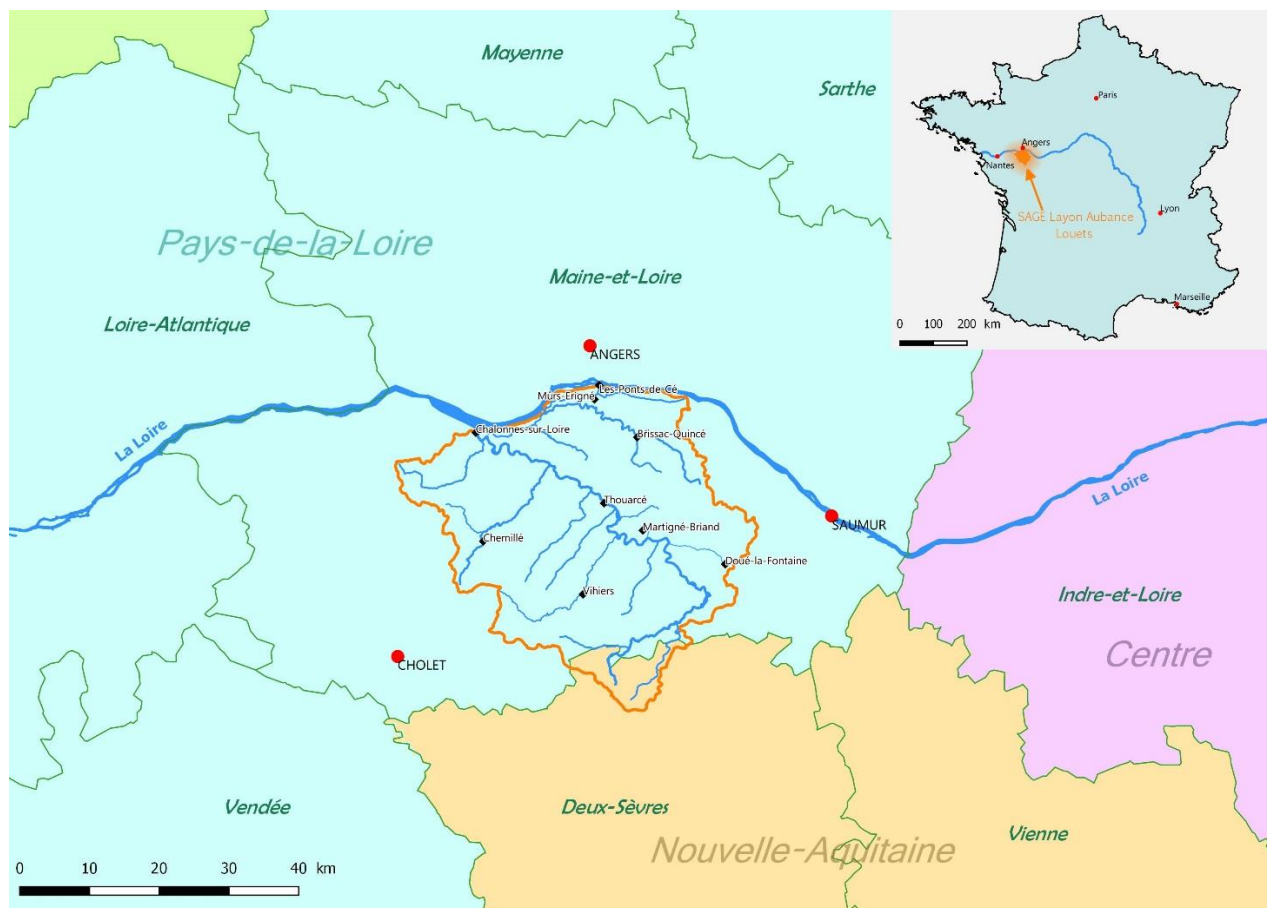 Mayenne
Sarthe
Paris
Angers
Nantes
SAGE Layon Aubance
Louets
Lyon
Marseille
0 100 200 km
Pays-de-la-Loire
Maine-et-Loire
Loire-Atlantique
ANGERS
Les-Ponts-de-Cé
Murs-Erigné
Chalonnes-sur-Loire
Brissac-Quincé
La Loire
La Loire
Thouarcé
Martigné-Briand
SAUMUR
Chemillé
Doué-la-Fontaine
Vihiers
Indre-et-Loire
Centre
CHOLET
Vendée
Deux-Sèvres
Vienne
Nouvelle-Aquitaine
0 10 20 30 40 km